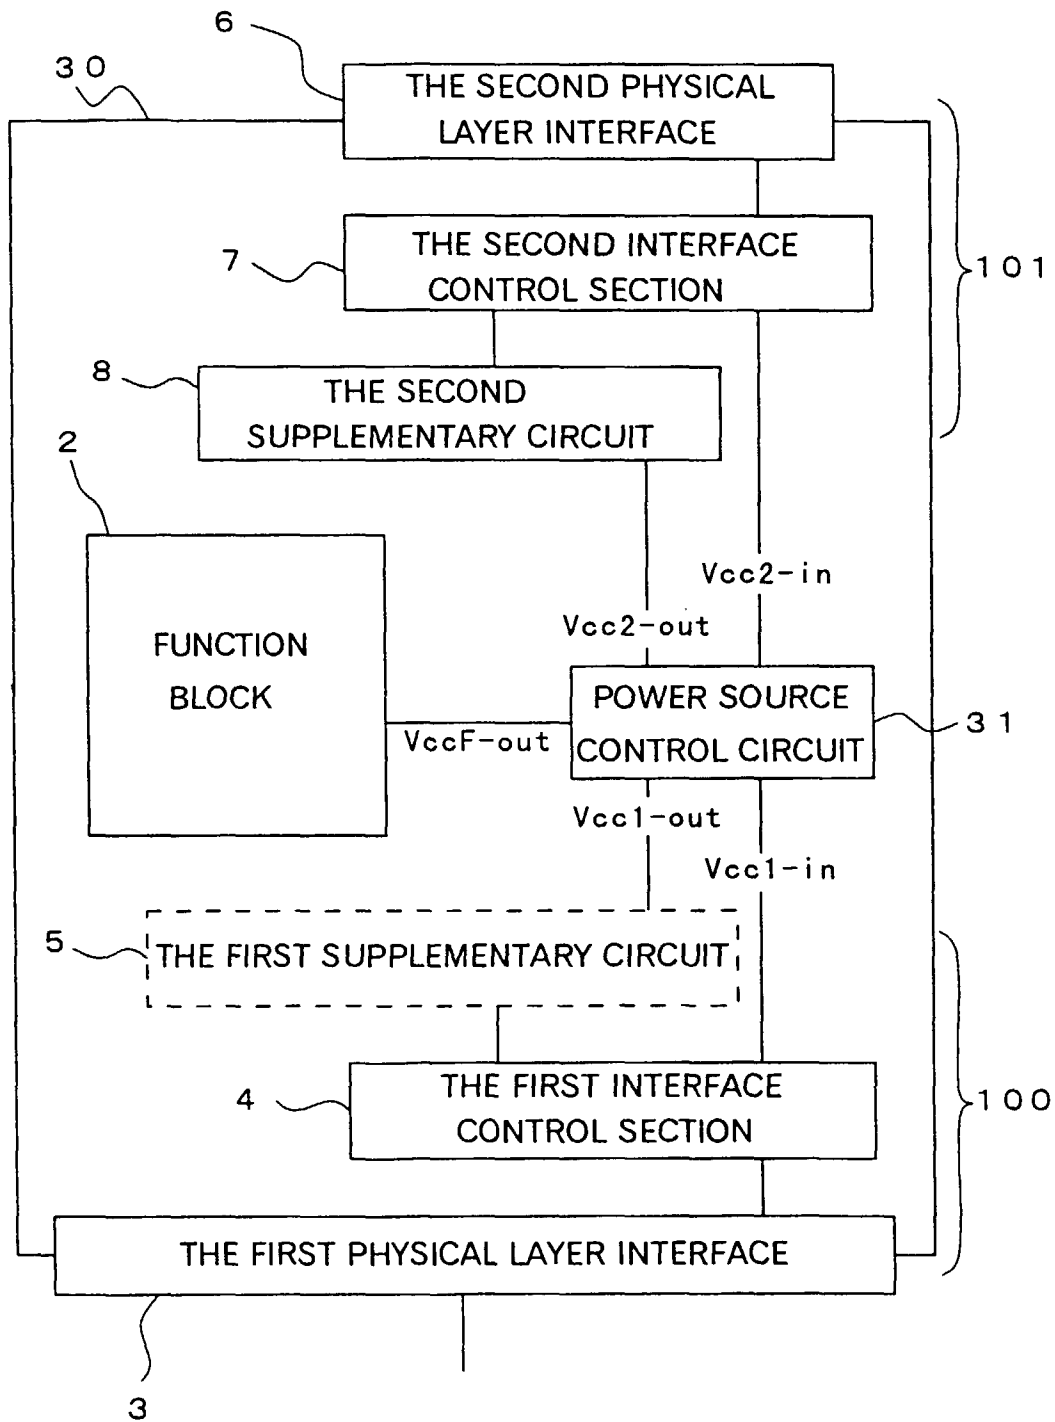 6
30
THE SECOND PHYSICAL
LAYER INTERFACE
7
THE SECOND INTERFACE
CONTROL SECTION
101
8
THE SECOND
SUPPLEMENTARY CIRCUIT
2
Vcc2-in
Vcc2-out
FUNCTION
BLOCK
POWER SOURCE
CONTROL CIRCUIT
31
VccF-out
Vcc1-out
Vcc1-in
5
THE FIRST SUPPLEMENTARY CIRCUIT
4
THE FIRST INTERFACE
CONTROL SECTION
100
THE FIRST PHYSICAL LAYER INTERFACE
3